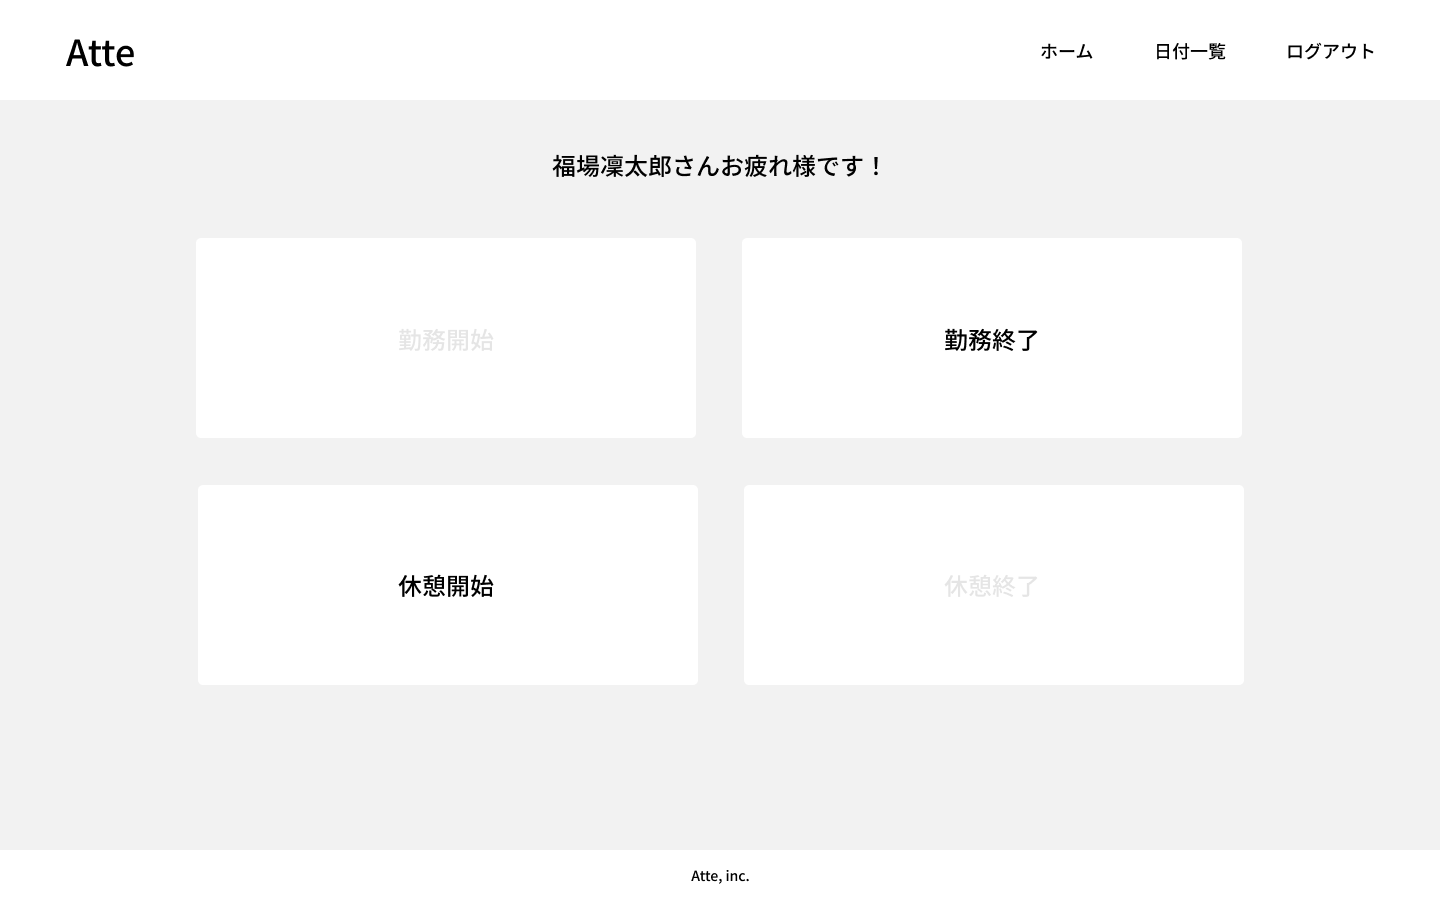 Atte
ホーム 日付一覧 ログアウト
福場凜太郎さんお疲れ様です！
勤務開始 勤務終了
休憩開始 休憩終了
Atte, inc.